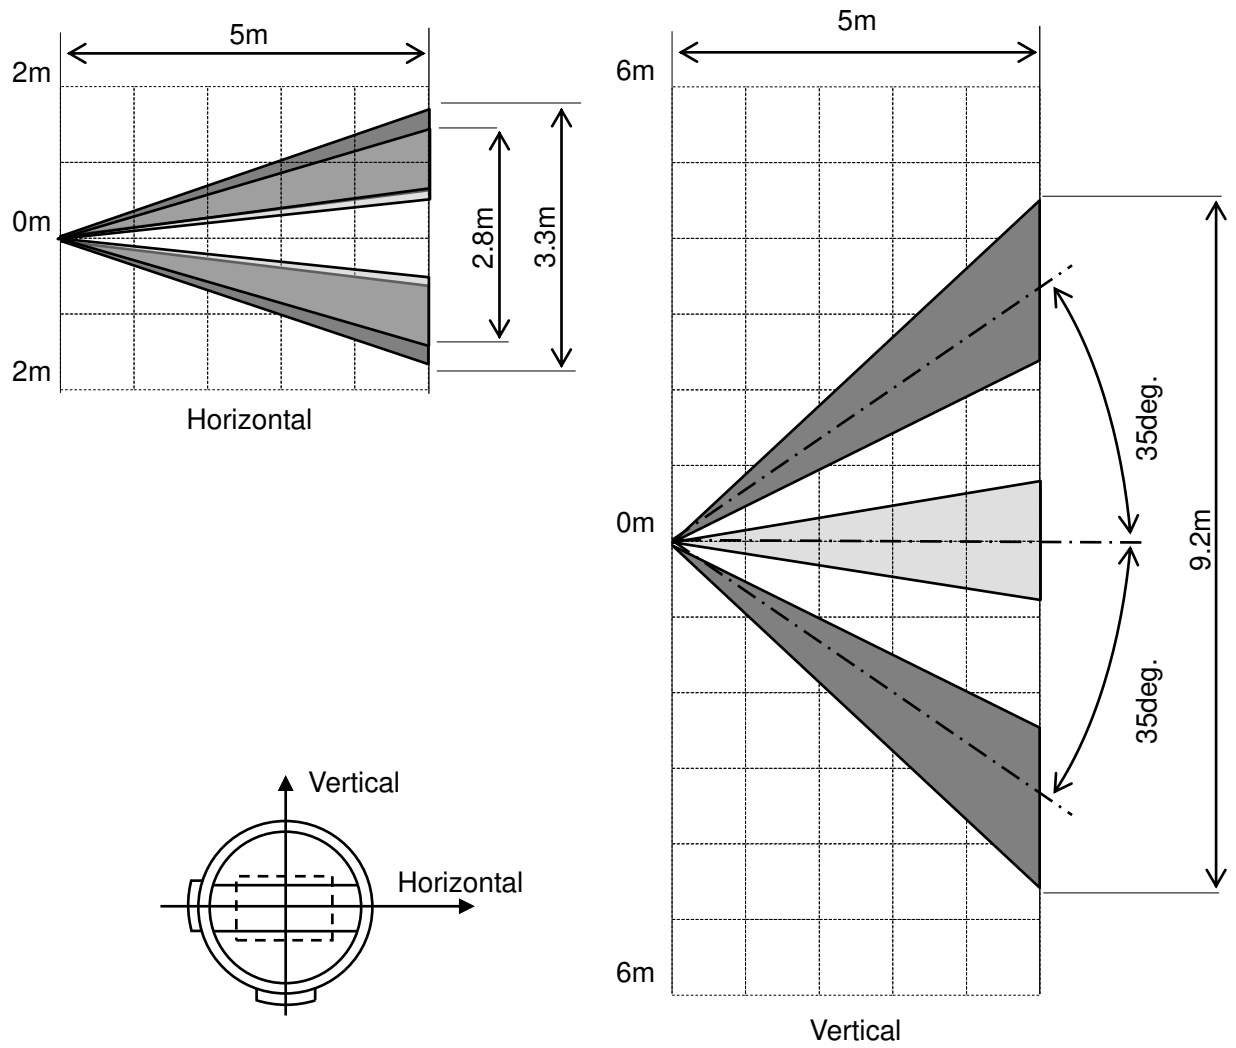 5m
2m
0m
2m
2.8m
3.3m
Horizontal
5m
6m
0m
6m
35deg.
35deg.
9.2m
Vertical
Vertical
Horizontal